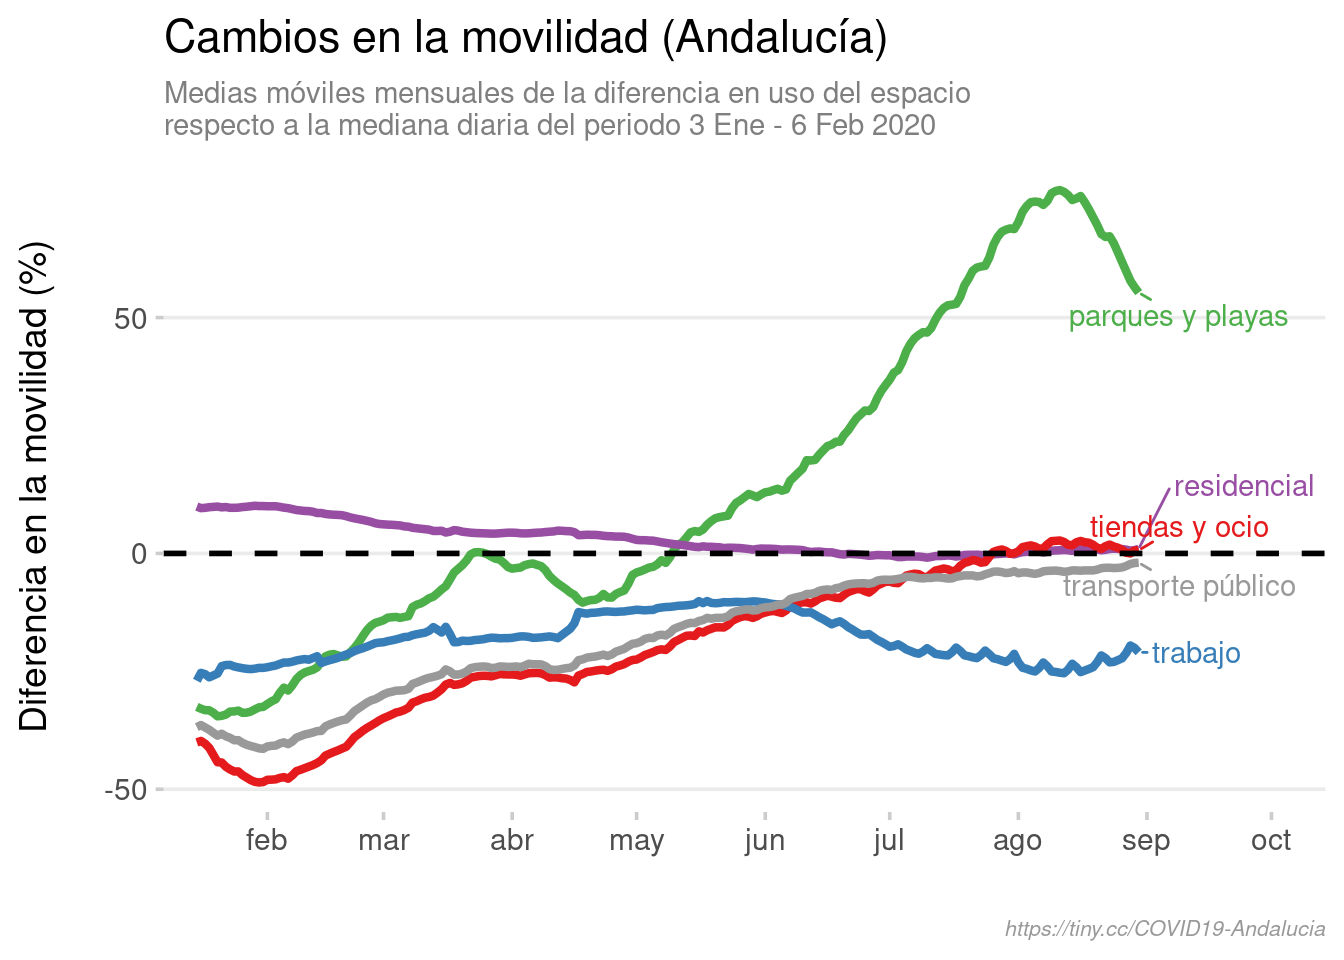 Cambios en la movilidad (Andalucía)
Medias móviles mensuales de la diferencia en uso del espacio
respecto a la mediana diaria del periodo 3 Ene - 6 Feb 2020
Diferencia en la movilidad (%)
50
0
-50
parques y playas
residencial
tiendas y ocio
transporte público
trabajo
feb mar abr may jun jul ago sep oct
https://tiny.cc/COVID19-Andalucia